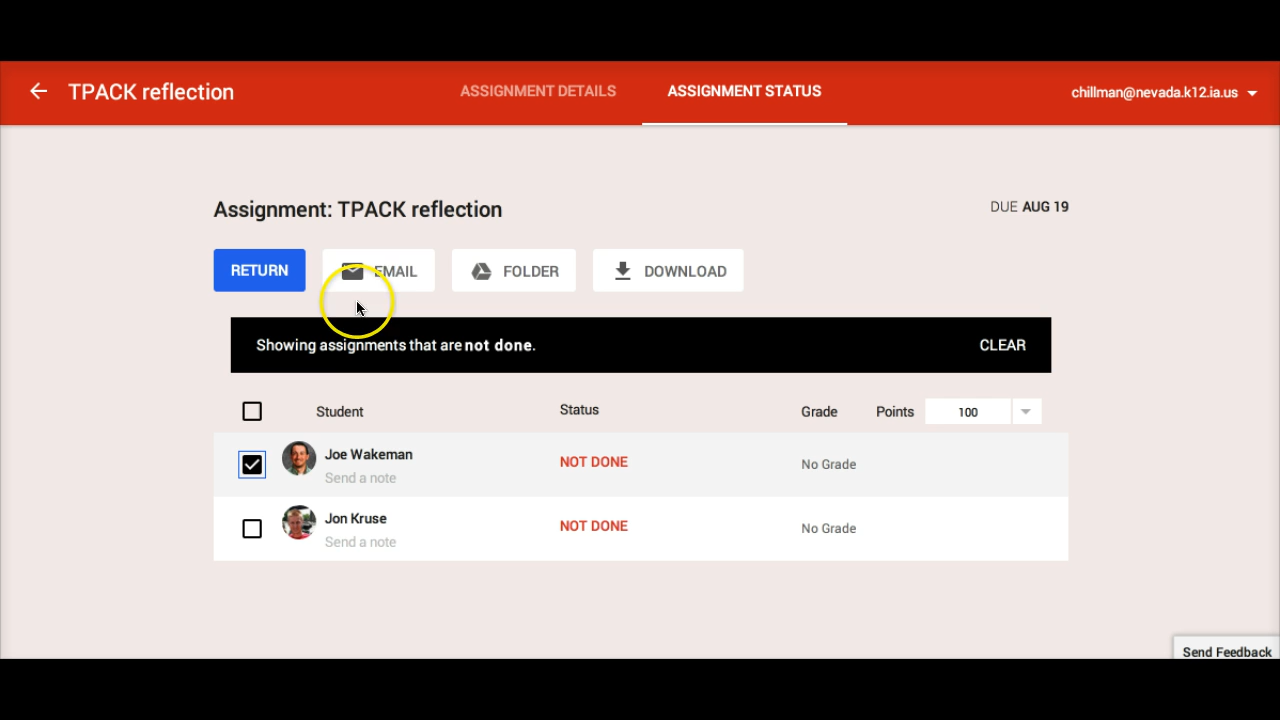 TPACK reflection ASSIGNMENT DETAILS ASSIGNMENT STATUS chillman@nevada.k12.ia.us
Assignment: TPACK reflection DUE AUG 19
RETURN EMAIL FOLDER DOWNLOAD
Showing assignments that are not done. CLEAR
Student Status Grade Points 100
Joe Wakeman NOT DONE No Grade
Send a note
Jon Kruse NOT DONE No Grade
Send a note
Send Feedback